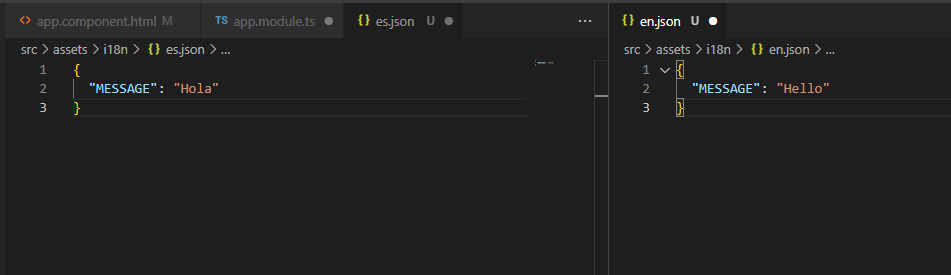 app.component.html M
TS app.module.ts
{} es.json U
src > assets > i18n > {} es.json > ...
1 {
2 "MESSAGE": "Hola"
3 }
{} en.json U
src > assets > i18n > {} en.json > ...
1 {
2 "MESSAGE": "Hello"
3 }